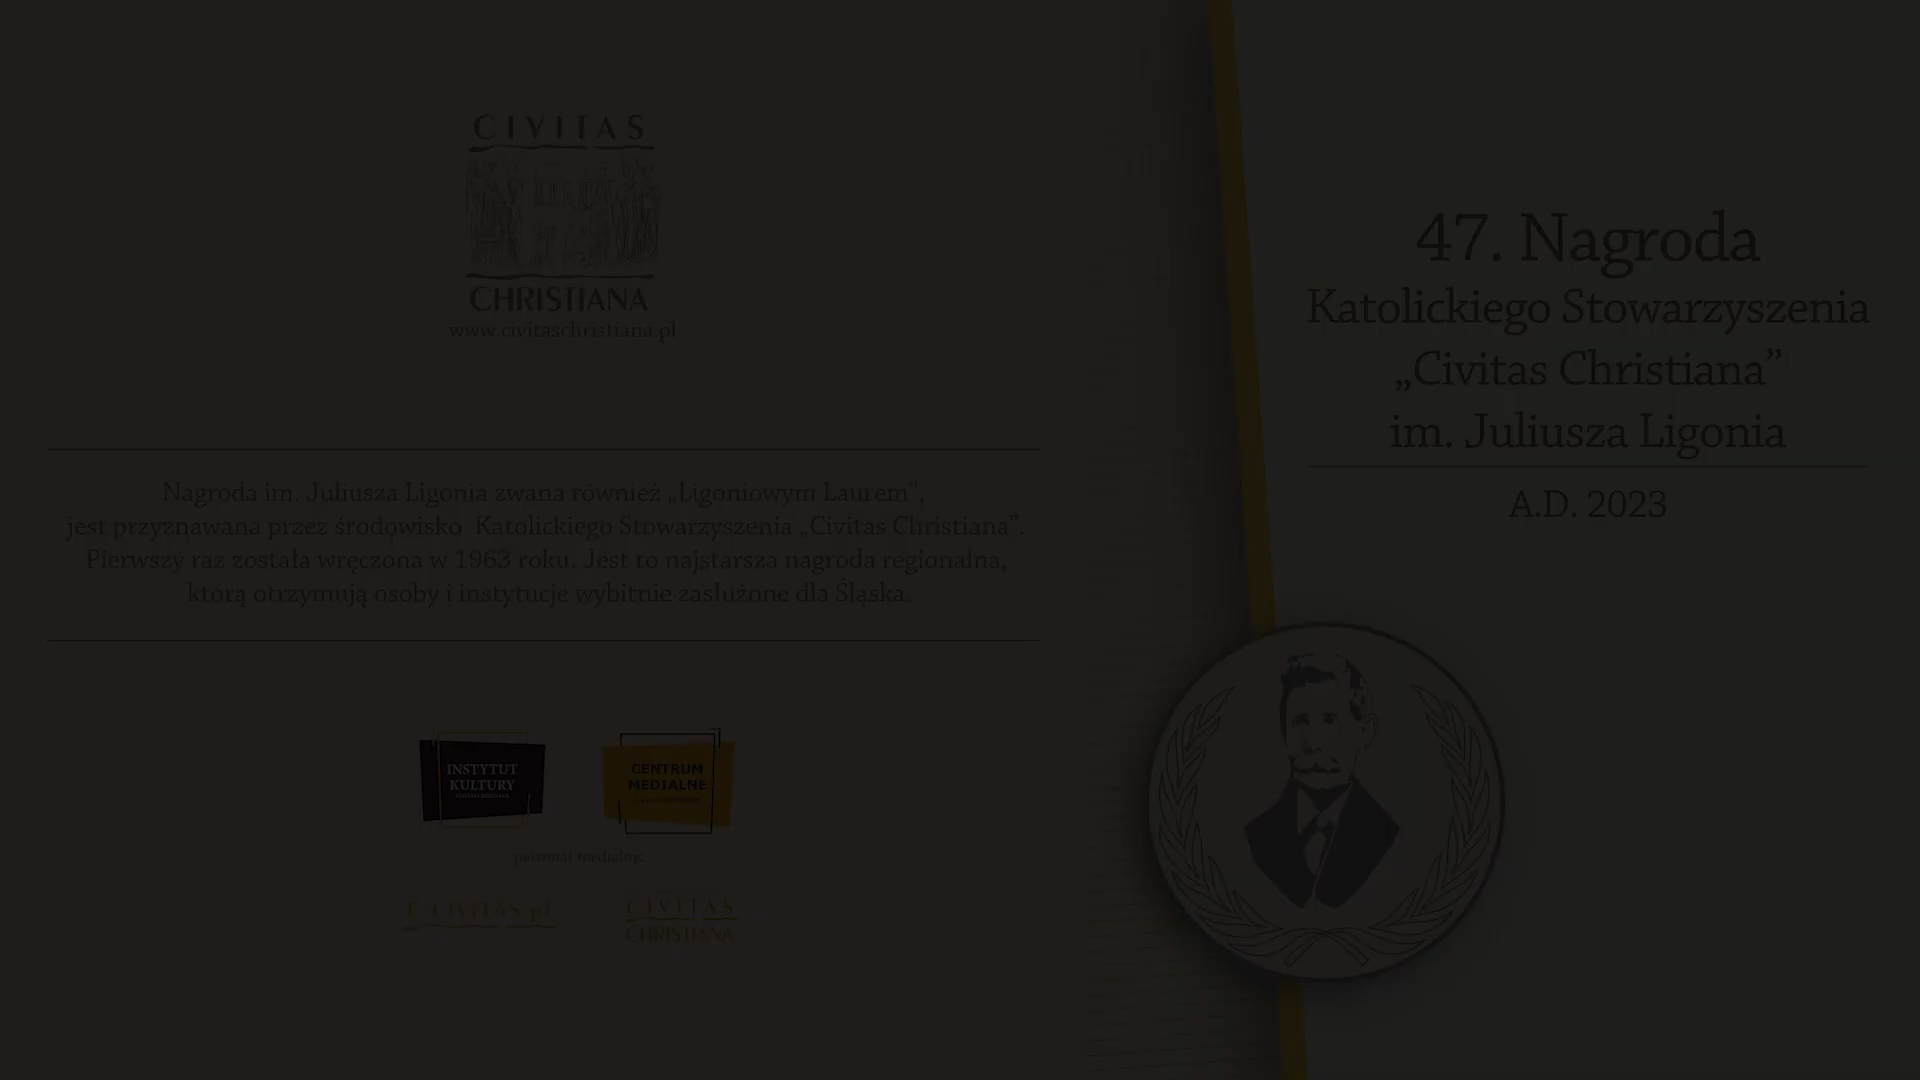 CIVITAS
CHRISTIANA
www.civitaschristiana.pl
Nagroda im. Juliusza Ligonia zwana również „Ligoniowym Laurem”,
jest przyznawana przez środowisko Katolickiego Stowarzyszenia „Civitas Christiana”.
Pierwszy raz została wręczona w 1963 roku. Jest to najstarsza nagroda regionalna,
którą otrzymują osoby i instytucje wybitnie zasłużone dla Śląska.
INSTYTUT
KULTURY
CENTRUM
MEDIALNE
patronat medialny:
E-CIVITAS.pl
CIVITAS
CHRISTIANA
47. Nagroda
Katolickiego Stowarzyszenia
„Civitas Christiana”
im. Juliusza Ligonia
A.D. 2023